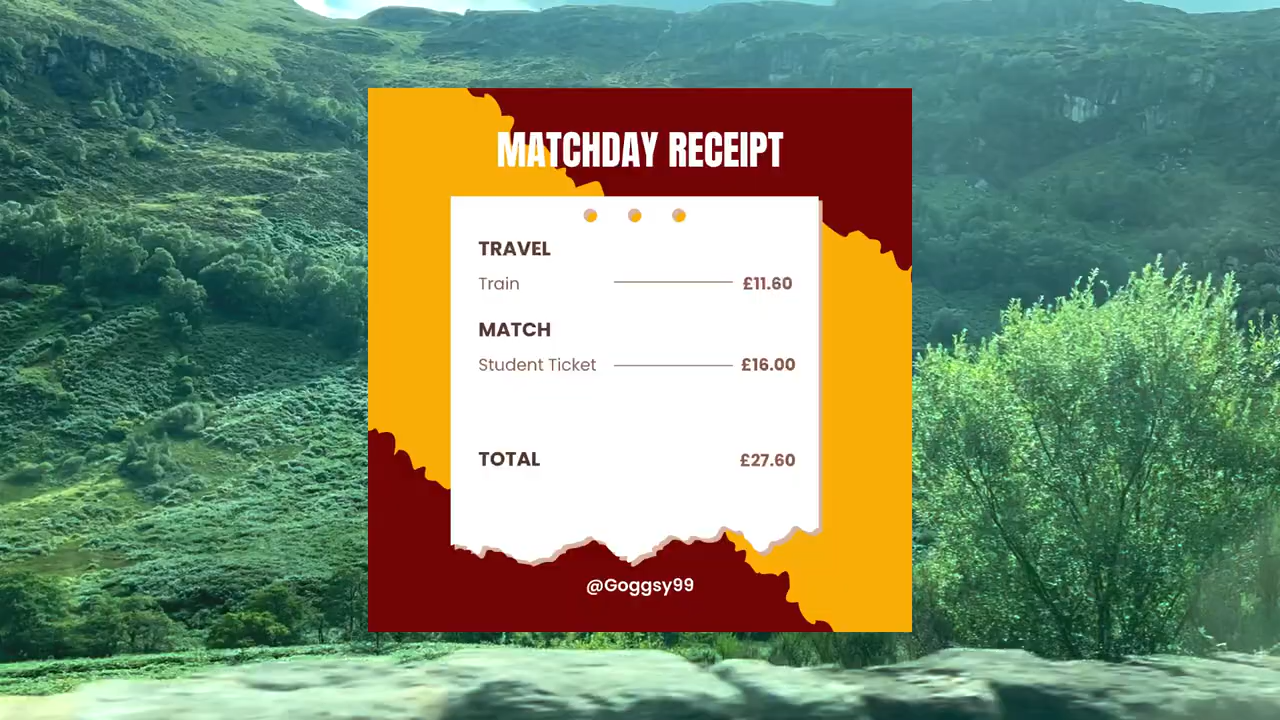 MATCHDAY RECEIPT
TRAVEL
Train £11.60
MATCH
Student Ticket £16.00
TOTAL £27.60
@Goggsy99